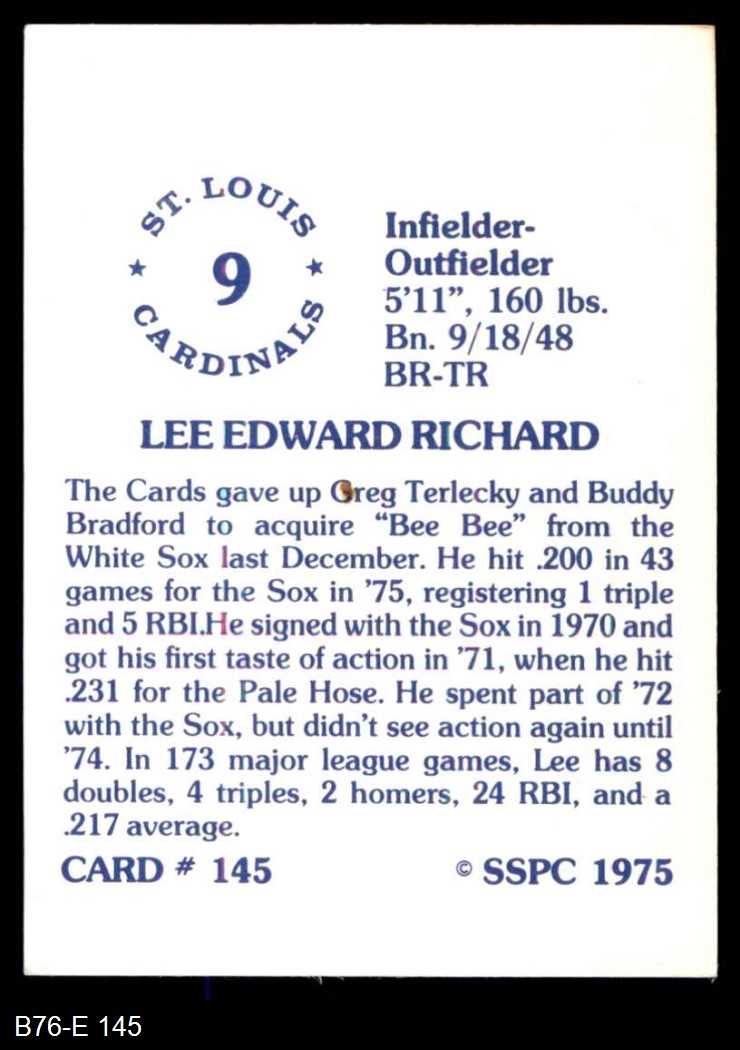 ST. LOUIS
9
CARDINALS
Infielder-
Outfielder
5'11”, 160 lbs.
Bn. 9/18/48
BR-TR
LEE EDWARD RICHARD
The Cards gave up Greg Terlecky and Buddy
Bradford to acquire “Bee Bee” from the
White Sox last December. He hit .200 in 43
games for the Sox in ’75, registering 1 triple
and 5 RBI.He signed with the Sox in 1970 and
got his first taste of action in ’71, when he hit
.231 for the Pale Hose. He spent part of ’72
with the Sox, but didn’t see action again until
’74. In 173 major league games, Lee has 8
doubles, 4 triples, 2 homers, 24 RBI, and a
.217 average.
CARD # 145
© SSPC 1975
B76-E 145